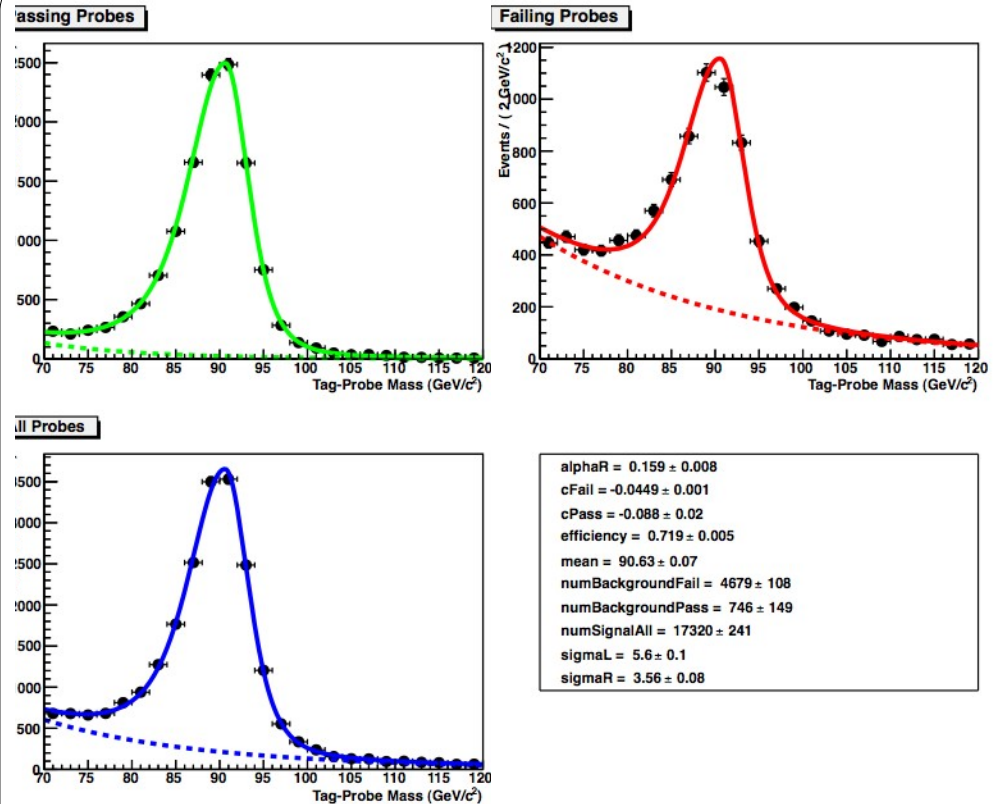 assing Probes
Failing Probes
2500
2000
500
000
500
0
70 75 80 85 90 95 100 105 110 115 120
Tag-Probe Mass (GeV/c²)
Events / ( 2 GeV/c² )
1200
1000
800
600
400
200
0
70 75 80 85 90 95 100 105 110 115 120
Tag-Probe Mass (GeV/c²)
All Probes
3500
3000
2500
2000
500
000
500
0
70 75 80 85 90 95 100 105 110 115 120
Tag-Probe Mass (GeV/c²)
alphaR = 0.159 ± 0.008
cFail = -0.0449 ± 0.001
cPass = -0.088 ± 0.02
efficiency = 0.719 ± 0.005
mean = 90.63 ± 0.07
numBackgroundFail = 4679 ± 108
numBackgroundPass = 746 ± 149
numSignalAll = 17320 ± 241
sigmaL = 5.6 ± 0.1
sigmaR = 3.56 ± 0.08